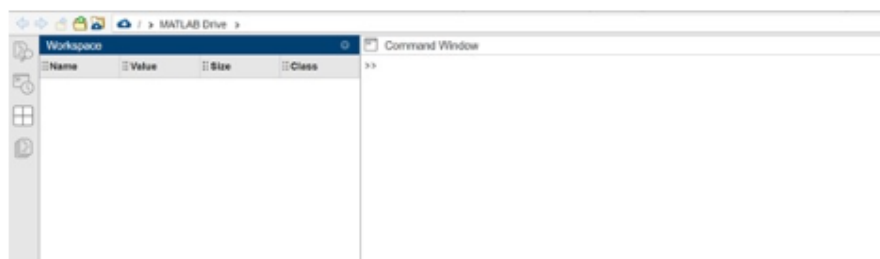 / > MATLAB Drive >
Workspace
Name Value Size Class
Command Window
>>